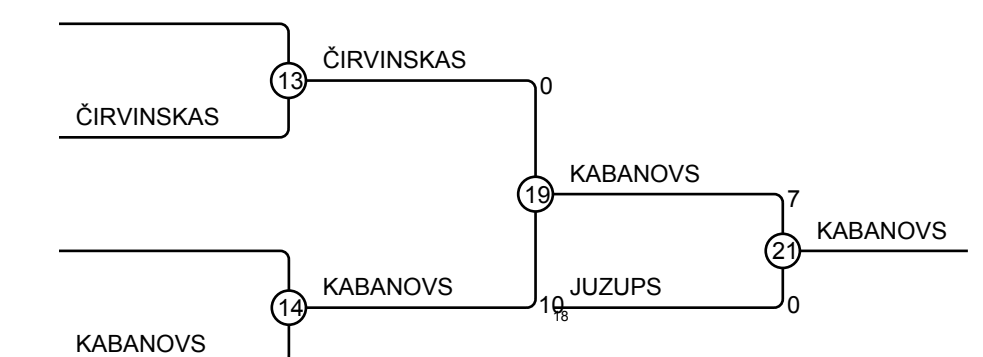 ČIRVINSKAS
13
0
ČIRVINSKAS
KABANOVS
19
7
KABANOVS
21
KABANOVS
10
18
JUZUPS
0
14
KABANOVS